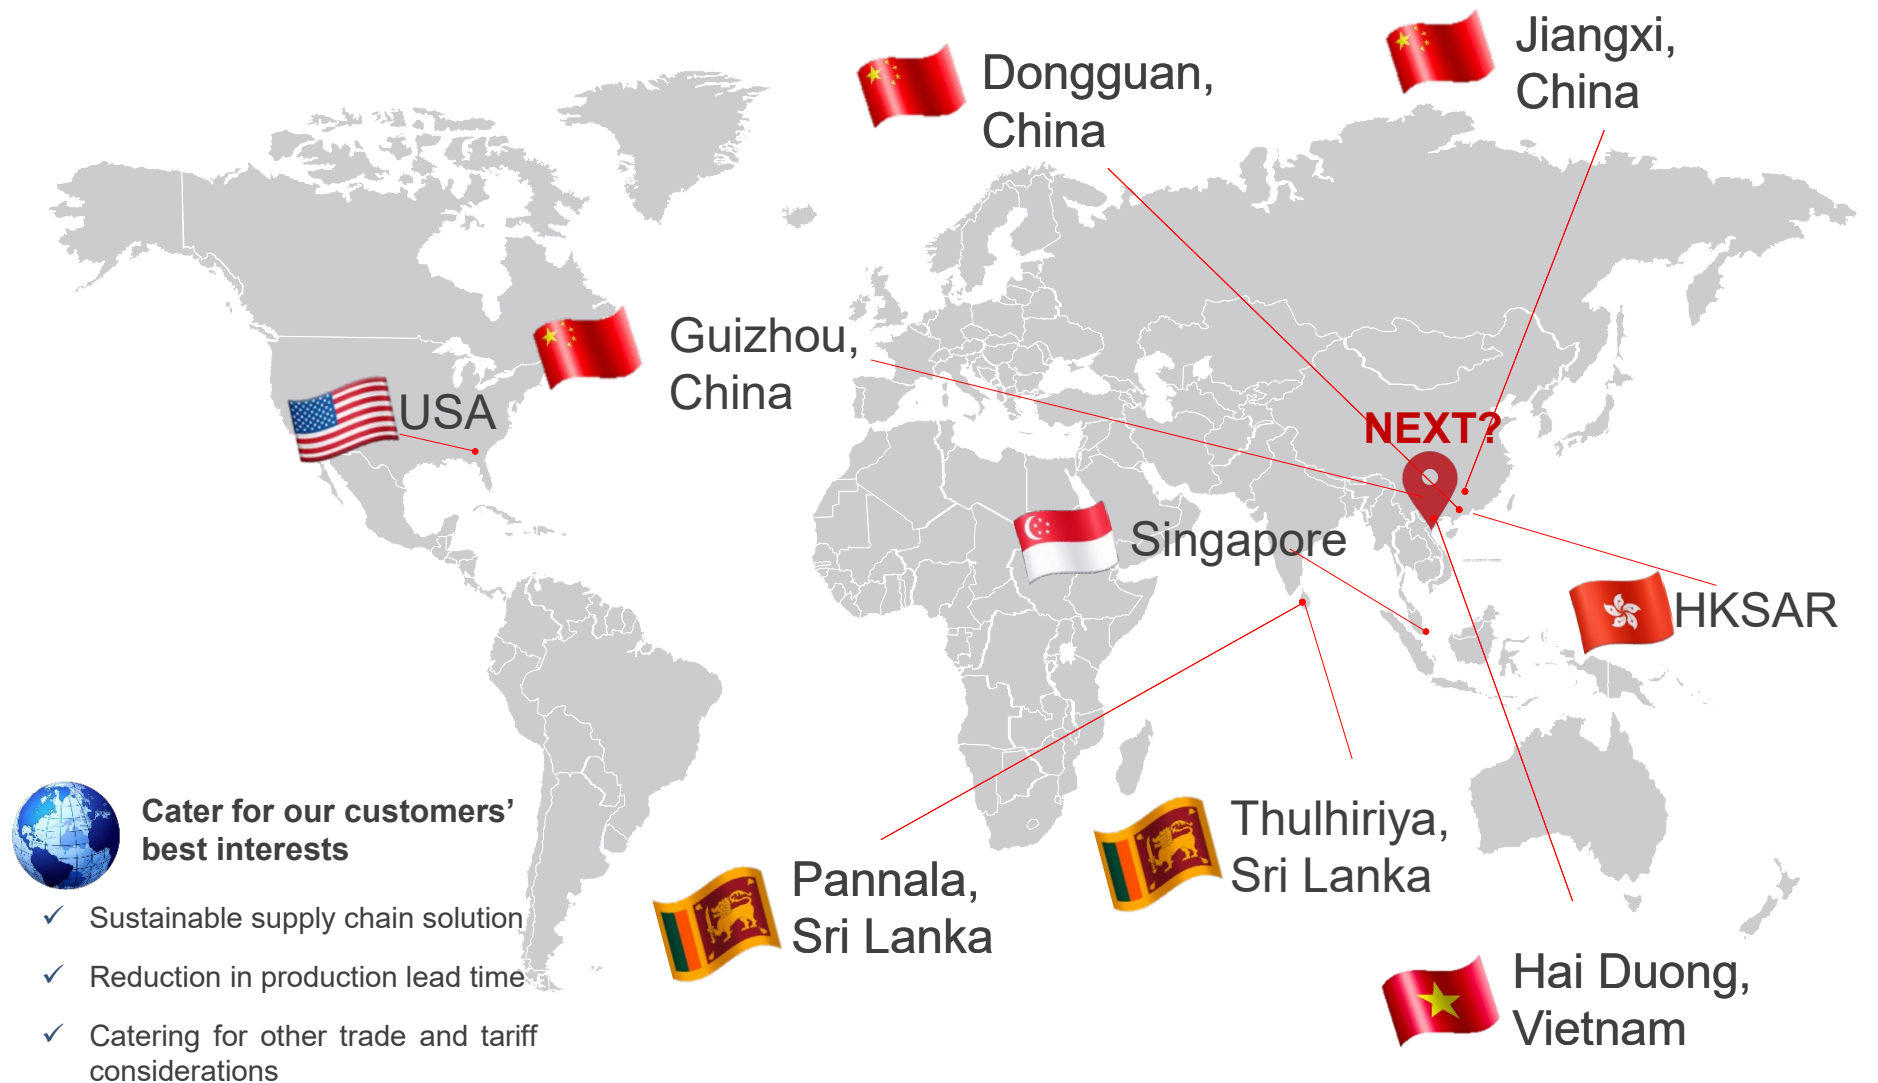 Jiangxi,
China
Dongguan,
China
Guizhou,
China
USA
NEXT?
Singapore
HKSAR
Thulhiriya,
Sri Lanka
Pannala,
Sri Lanka
Hai Duong,
Vietnam
Cater for our customers’
best interests
✓ Sustainable supply chain solution
✓ Reduction in production lead time
✓ Catering for other trade and tariff
considerations